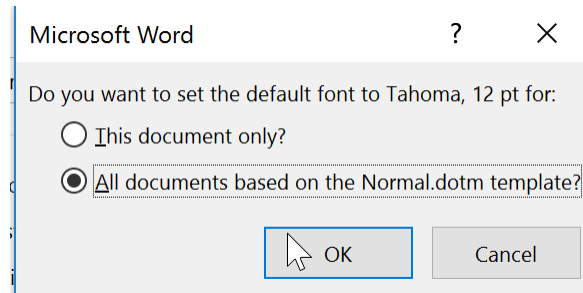 Microsoft Word ?
Do you want to set the default font to Tahoma, 12 pt for:
This document only?
All documents based on the Normal.dotm template?
OK Cancel